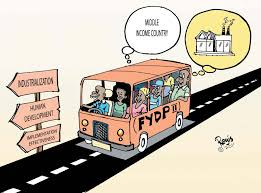 MIDDLE
INCOME COUNTRY
INDUSTRIALIZATION
HUMAN
DEVELOPMENT
IMPLEMENTATION
EFFECTIVENESS
FYDP II